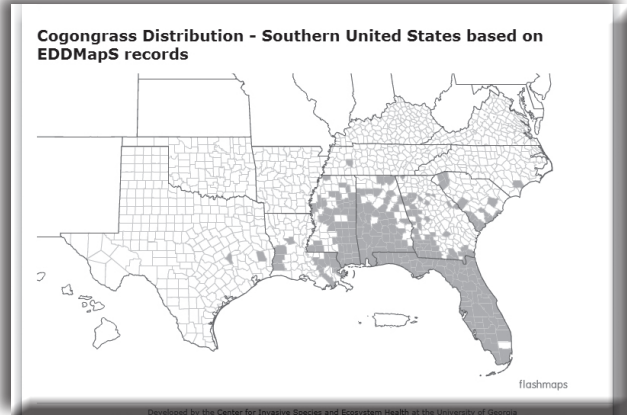 Cogongrass Distribution - Southern United States based on
EDDMapS records
flashmaps
Developed by the Center for Invasive Species and Ecosystem Health at the University of Georgia